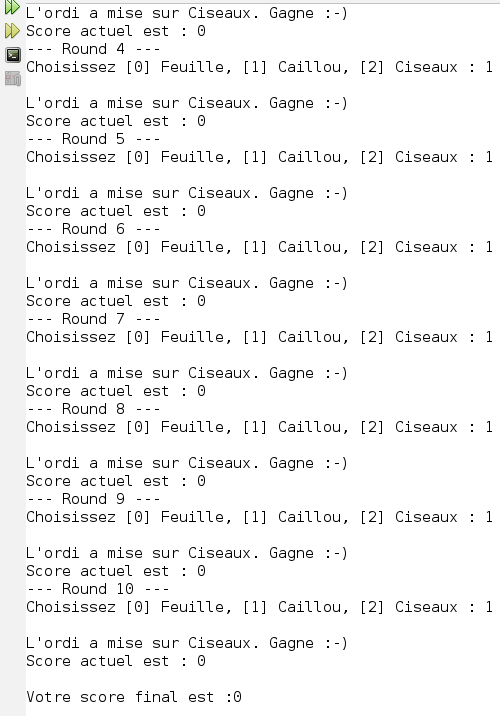 L'ordi a mise sur Ciseaux. Gagne :-)
Score actuel est : 0
--- Round 4 ---
Choisissez [0] Feuille, [1] Caillou, [2] Ciseaux : 1
L'ordi a mise sur Ciseaux. Gagne :-)
Score actuel est : 0
--- Round 5 ---
Choisissez [0] Feuille, [1] Caillou, [2] Ciseaux : 1
L'ordi a mise sur Ciseaux. Gagne :-)
Score actuel est : 0
--- Round 6 ---
Choisissez [0] Feuille, [1] Caillou, [2] Ciseaux : 1
L'ordi a mise sur Ciseaux. Gagne :-)
Score actuel est : 0
--- Round 7 ---
Choisissez [0] Feuille, [1] Caillou, [2] Ciseaux : 1
L'ordi a mise sur Ciseaux. Gagne :-)
Score actuel est : 0
--- Round 8 ---
Choisissez [0] Feuille, [1] Caillou, [2] Ciseaux : 1
L'ordi a mise sur Ciseaux. Gagne :-)
Score actuel est : 0
--- Round 9 ---
Choisissez [0] Feuille, [1] Caillou, [2] Ciseaux : 1
L'ordi a mise sur Ciseaux. Gagne :-)
Score actuel est : 0
--- Round 10 ---
Choisissez [0] Feuille, [1] Caillou, [2] Ciseaux : 1
L'ordi a mise sur Ciseaux. Gagne :-)
Score actuel est : 0
Votre score final est :0